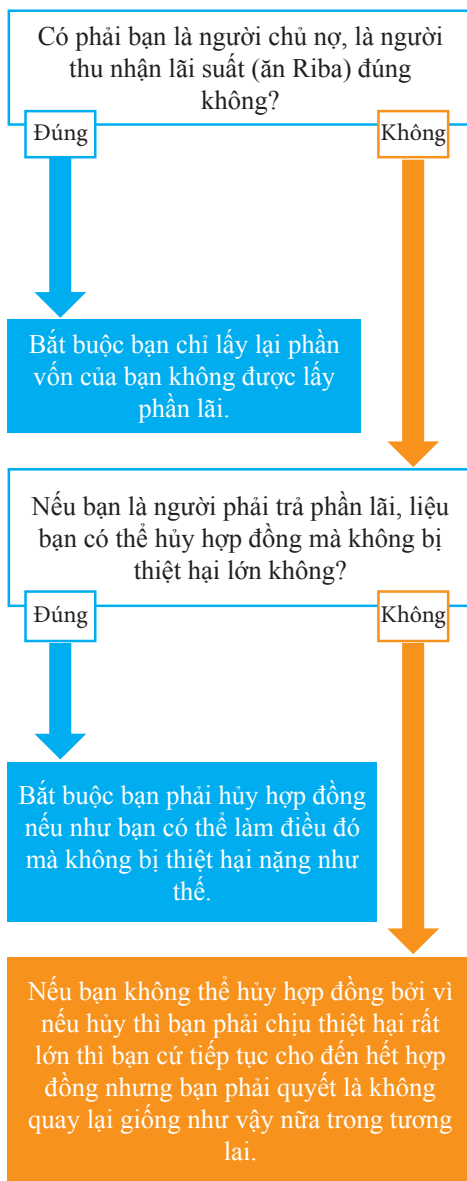 Có phải bạn là người chủ nợ, là người
thu nhận lãi suất (ăn Riba) đúng
không?
Đúng
Không
Bắt buộc bạn chỉ lấy lại phần
vốn của bạn không được lấy
phần lãi.
Nếu bạn là người phải trả phần lãi, liệu
bạn có thể hủy hợp đồng mà không bị
thiệt hại lớn không?
Đúng
Không
Bắt buộc bạn phải hủy hợp đồng
nếu như bạn có thể làm điều đó
mà không bị thiệt hại nặng như
thế.
Nếu bạn không thể hủy hợp đồng bởi vì
nếu hủy thì bạn phải chịu thiệt hại rất
lớn thì bạn cứ tiếp tục cho đến hết hợp
đồng nhưng bạn phải quyết là không
quay lại giống như vậy nữa trong tương
lai.